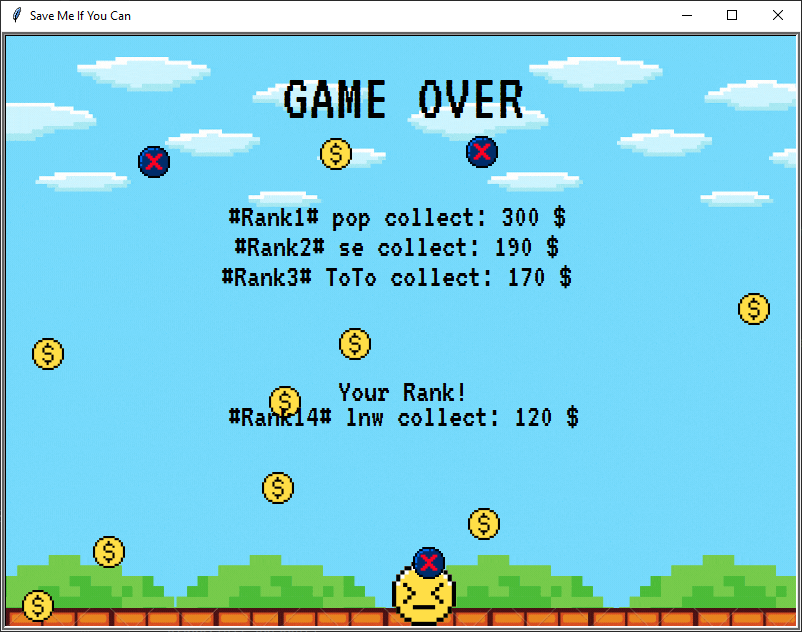 Save Me If You Can
GAME OVER
#Rank1# pop collect: 300 $
#Rank2# se collect: 190 $
#Rank3# ToTo collect: 170 $
Your Rank!
#Rank14# lnw collect: 120 $